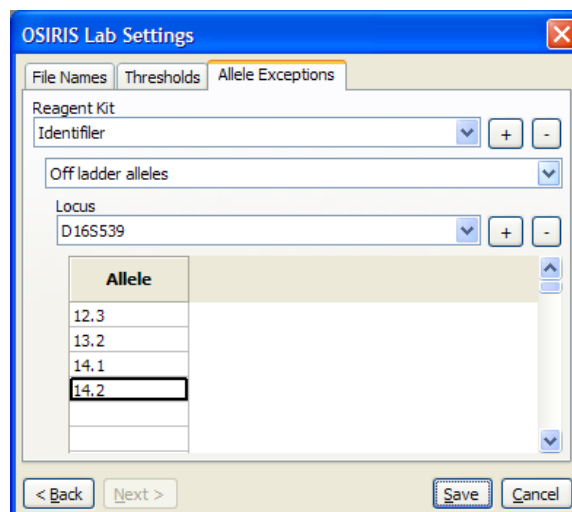 OSIRIS Lab Settings
File Names Thresholds Allele Exceptions
Reagent Kit
Identifiler + -
Off ladder alleles
Locus
D16S539 + -
Allele
12.3
13.2
14.1
14.2
< Back Next > Save Cancel